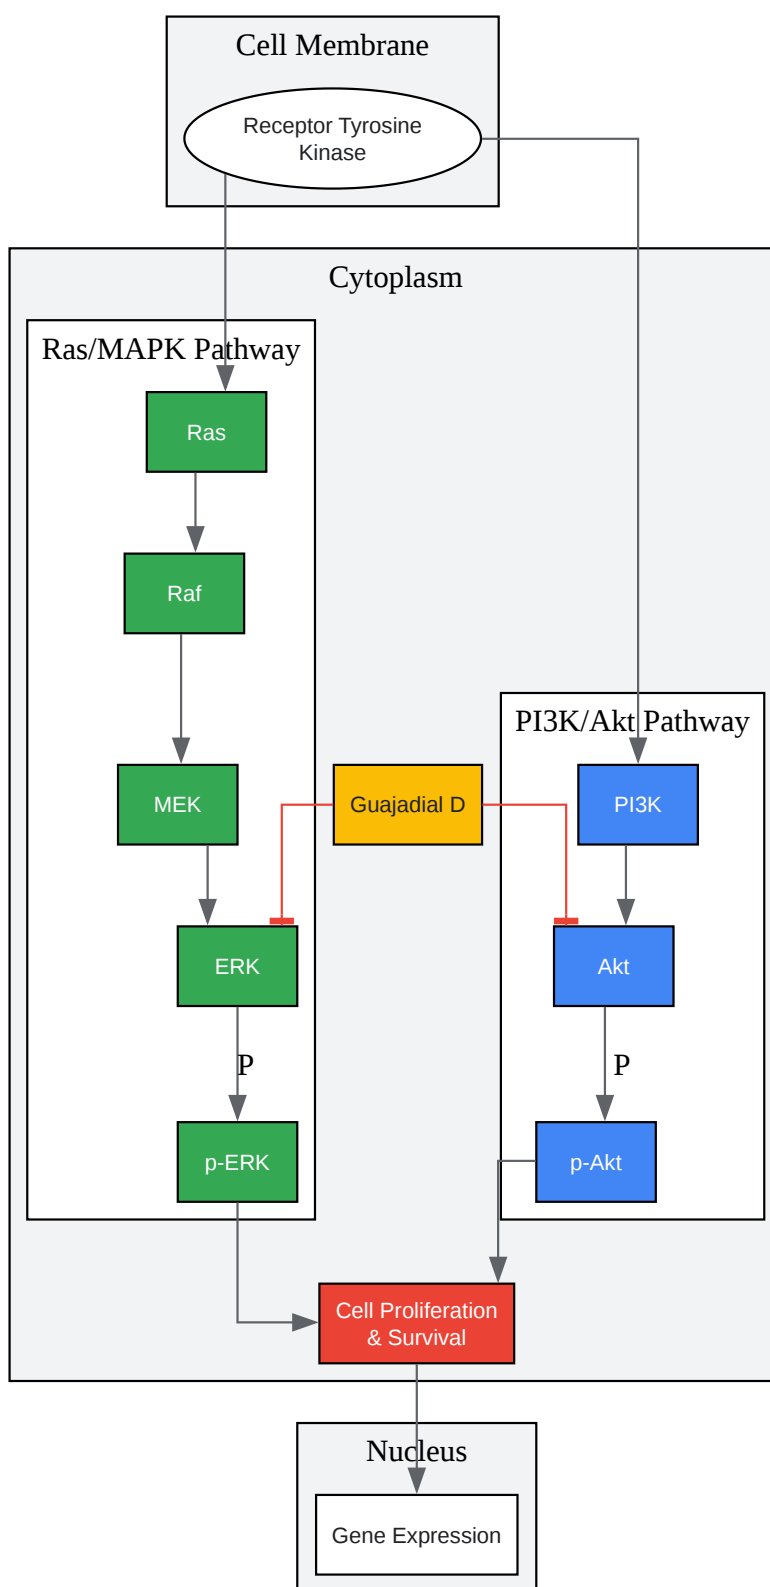 Cell Membrane
Receptor Tyrosine
Kinase
Cytoplasm
Ras/MAPK Pathway
Ras
Raf
PI3K/Akt Pathway
MEK
Guajadial D
PI3K
ERK
Akt
P
P
p-ERK
p-Akt
Cell Proliferation
& Survival
Nucleus
Gene Expression